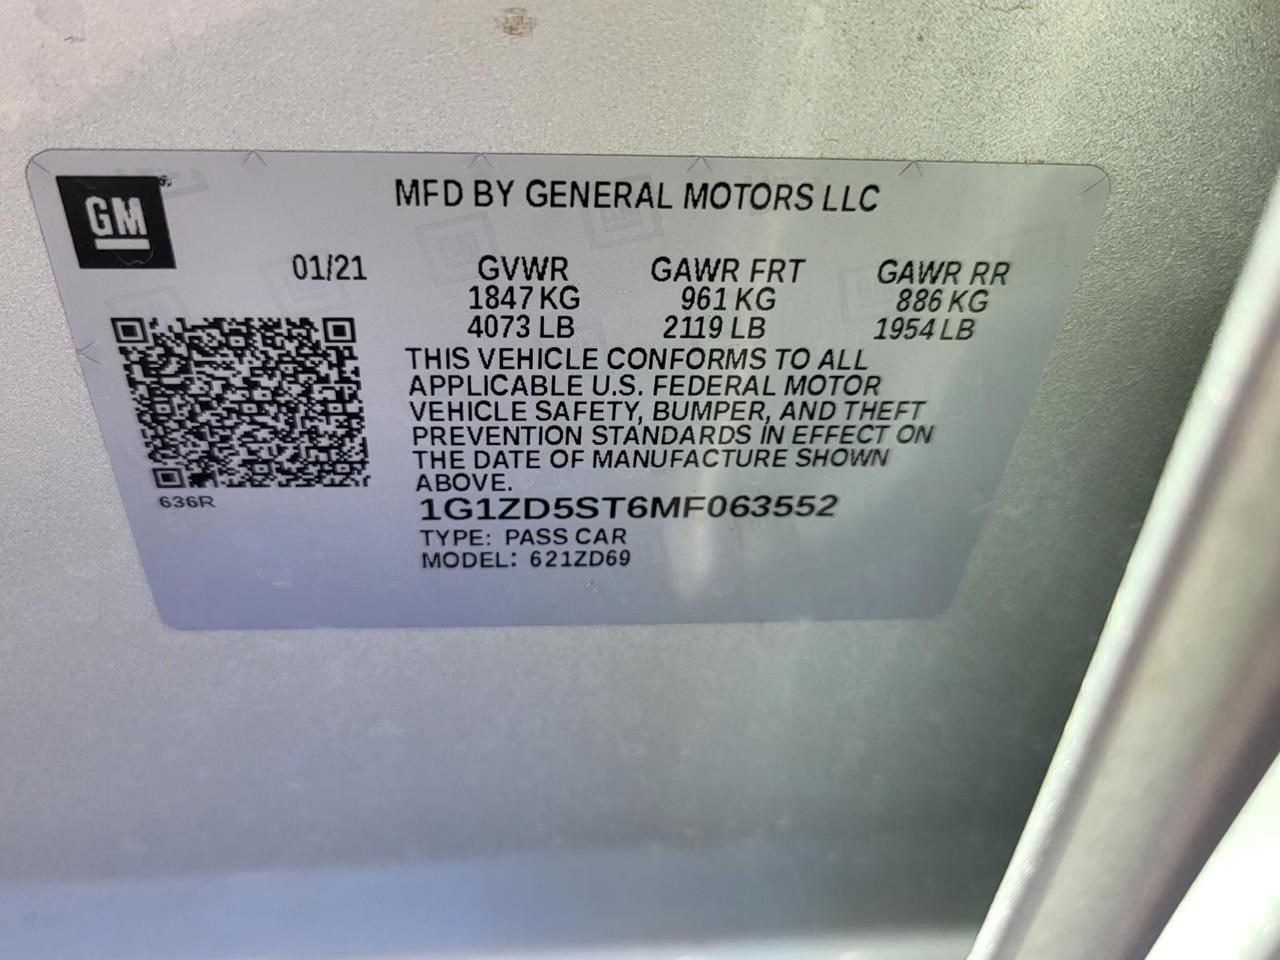 GM
MFD BY GENERAL MOTORS LLC
01/21 GVWR GAWR FRT GAWR RR
1847 KG 961 KG 886 KG
4073 LB 2119 LB 1954 LB
THIS VEHICLE CONFORMS TO ALL
APPLICABLE U.S. FEDERAL MOTOR
VEHICLE SAFETY, BUMPER, AND THEFT
PREVENTION STANDARDS IN EFFECT ON
THE DATE OF MANUFACTURE SHOWN
ABOVE.
636R
1G1ZD5ST6MF063552
TYPE: PASS CAR
MODEL: 621ZD69